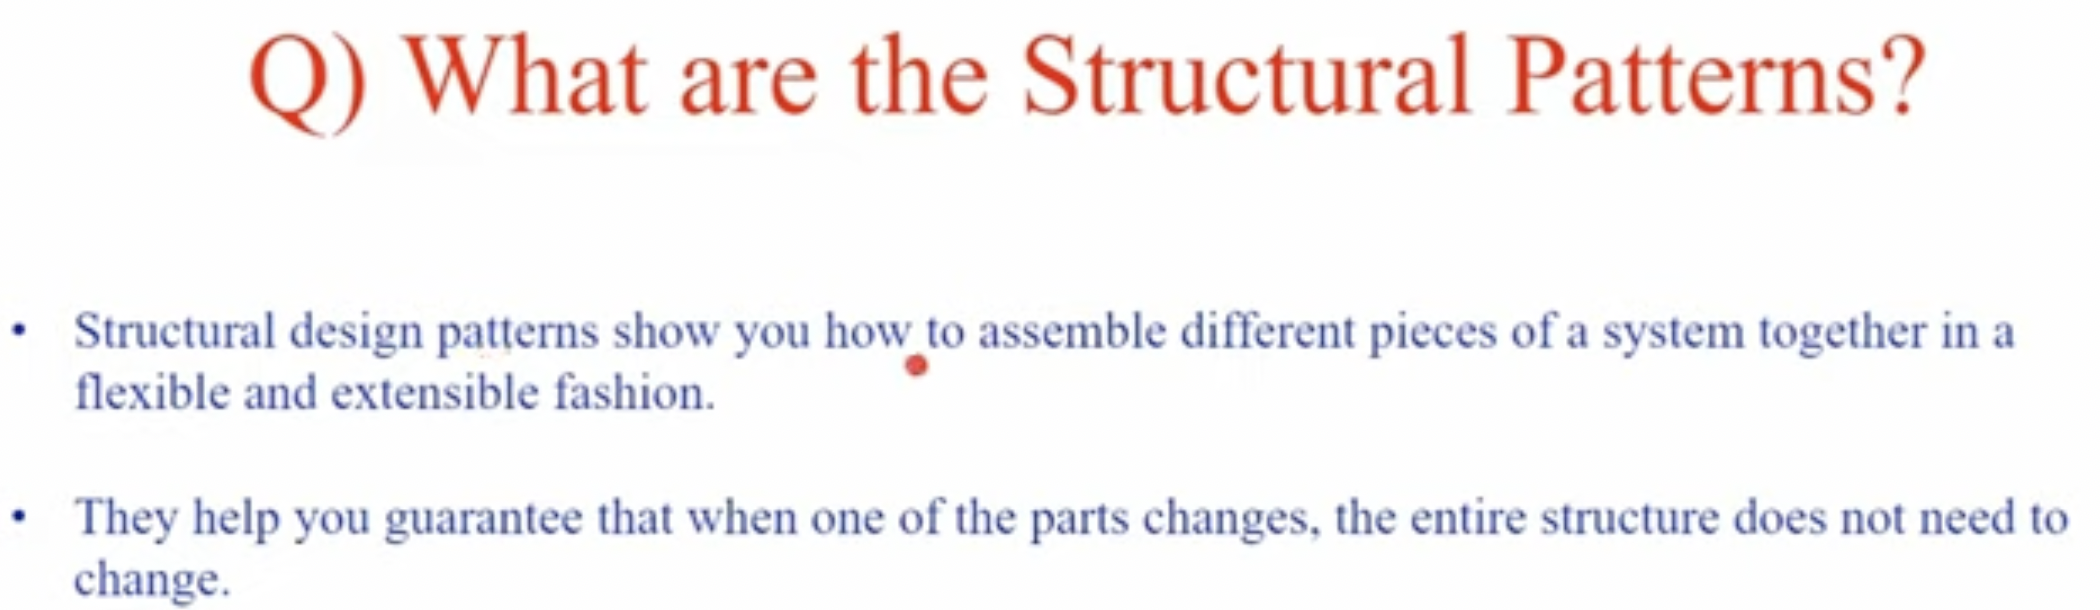 Q) What are the Structural Patterns?
• Structural design patterns show you how to assemble different pieces of a system together in a
flexible and extensible fashion.
• They help you guarantee that when one of the parts changes, the entire structure does not need to
change.